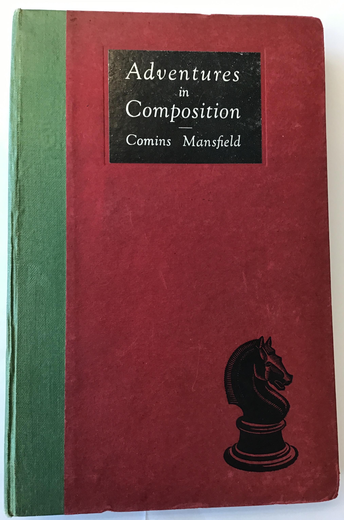 Adventures
in
Composition
Comins Mansfield